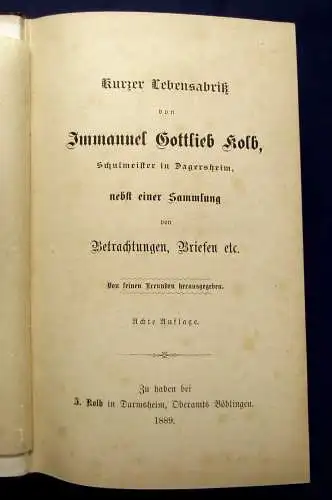 Kurzer Lebensabriß
von
Immanuel Gottlieb Kolb,
Schulmeister in Dagersheim,
nebst einer Sammlung
von
Betrachtungen, Briefen etc.
Von seinen Freunden herausgegeben.
Achte Auflage.
Zu haben bei
J. Kolb in Darmsheim, Oberamts Böblingen.
1889.